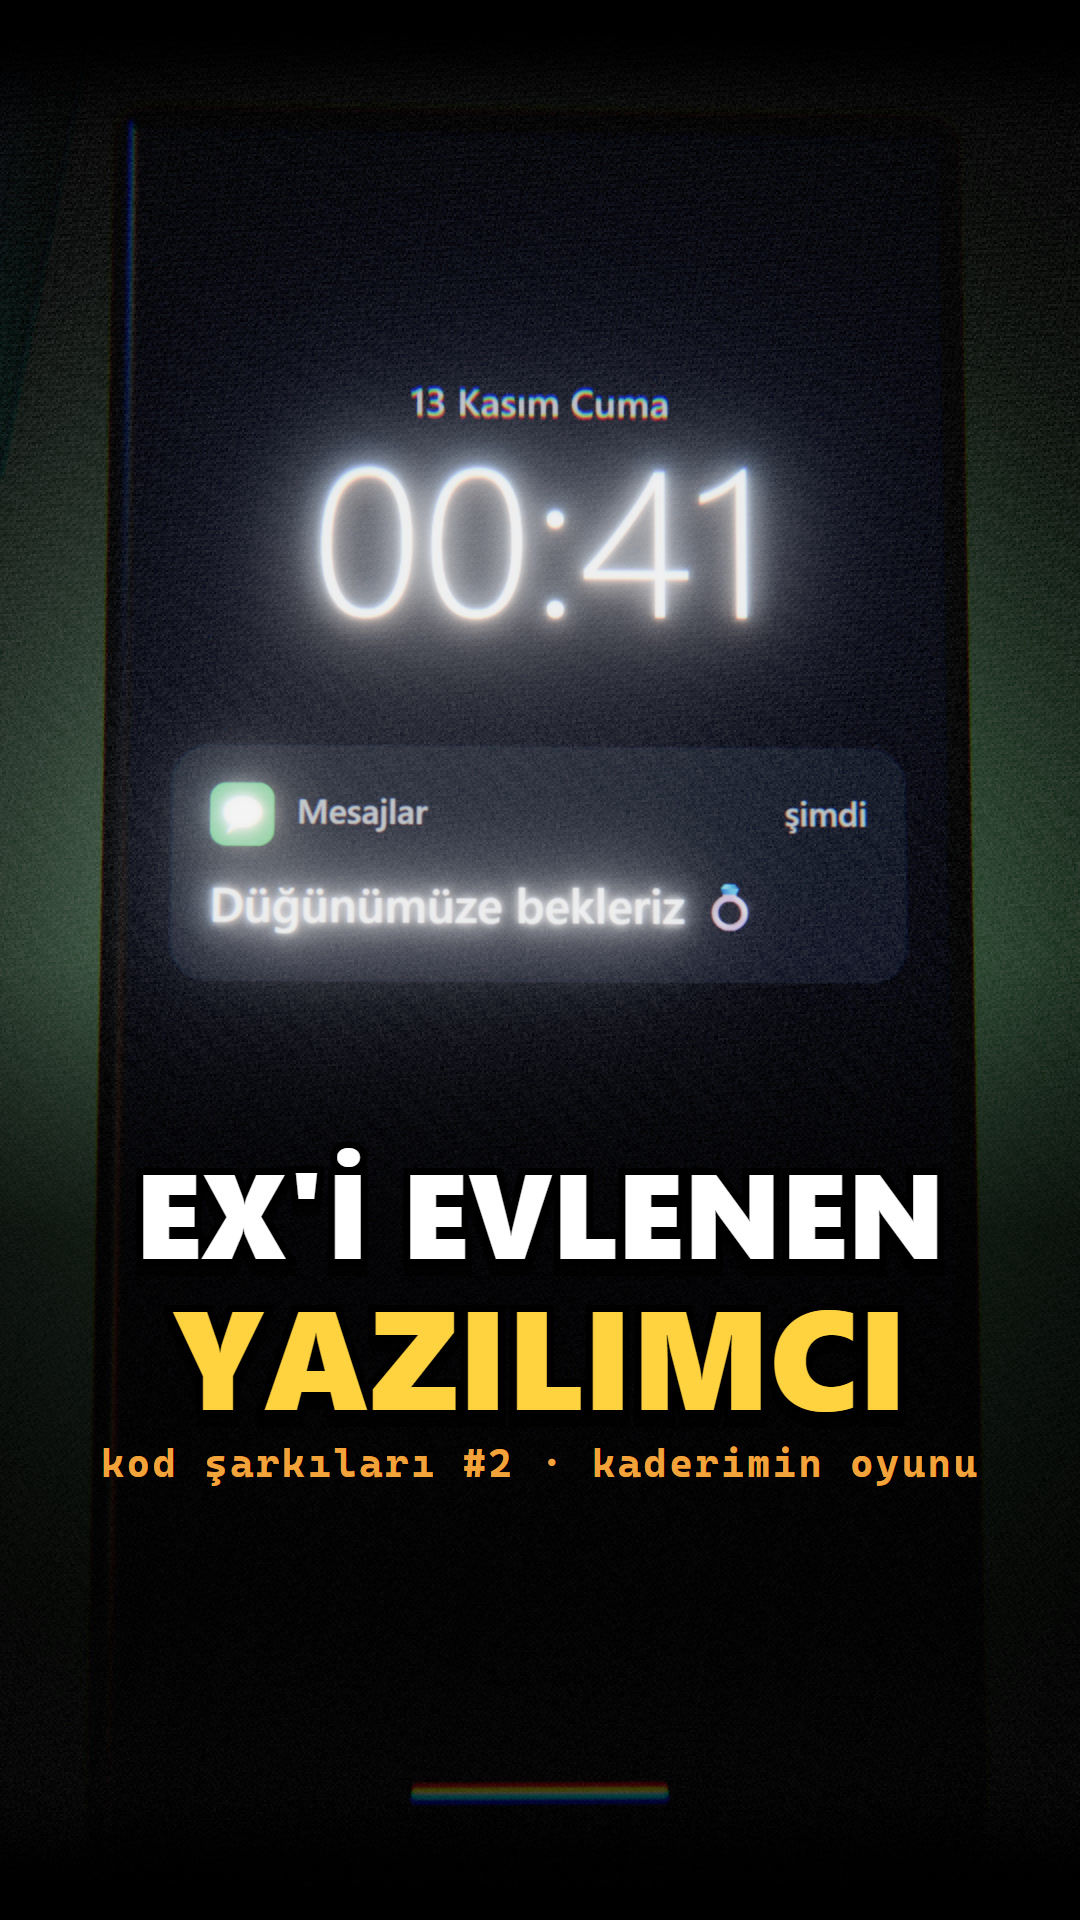 13 Kasım Cuma
00:41
Mesajlar
şimdi
Düğünümüze bekleriz 💍
EX'İ EVLENEN
YAZILIMCI
kod şarkıları #2 · kaderimin oyunu